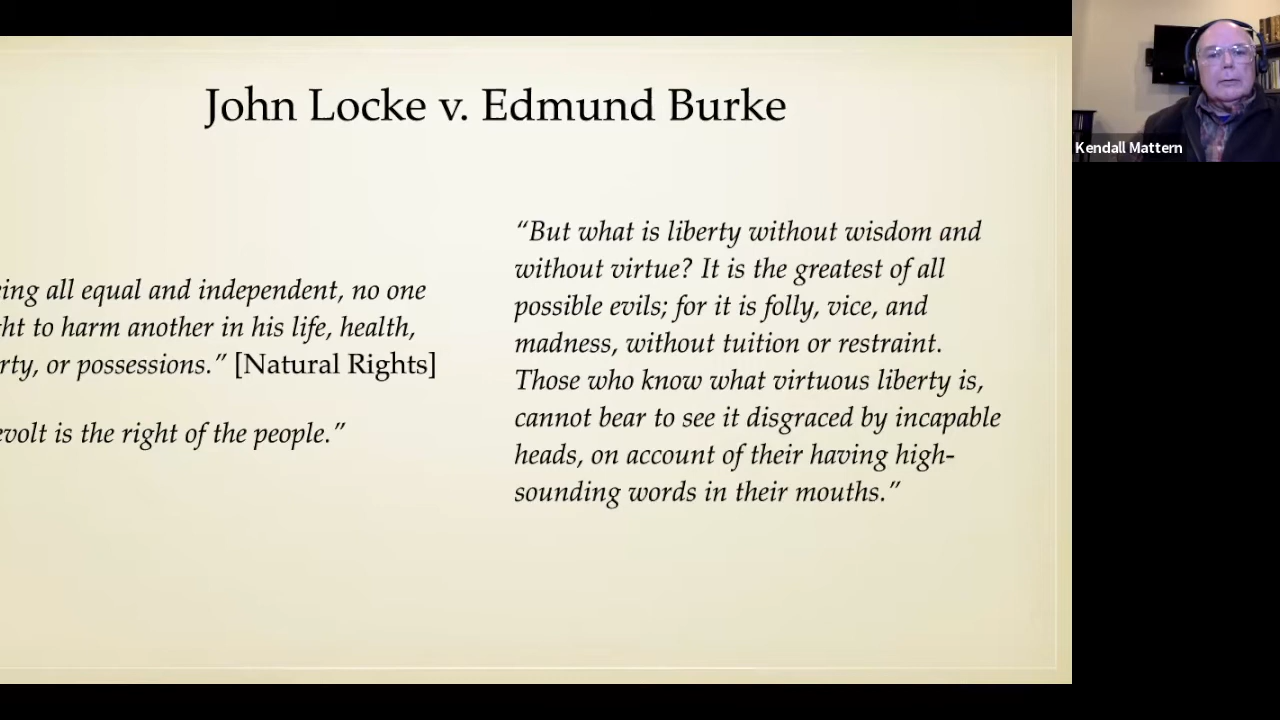 John Locke v. Edmund Burke
eing all equal and independent, no one
ht to harm another in his life, health,
rty, or possessions.” [Natural Rights]
evolt is the right of the people.”
“But what is liberty without wisdom and
without virtue? It is the greatest of all
possible evils; for it is folly, vice, and
madness, without tuition or restraint.
Those who know what virtuous liberty is,
cannot bear to see it disgraced by incapable
heads, on account of their having high-
sounding words in their mouths.”
Kendall Mattern